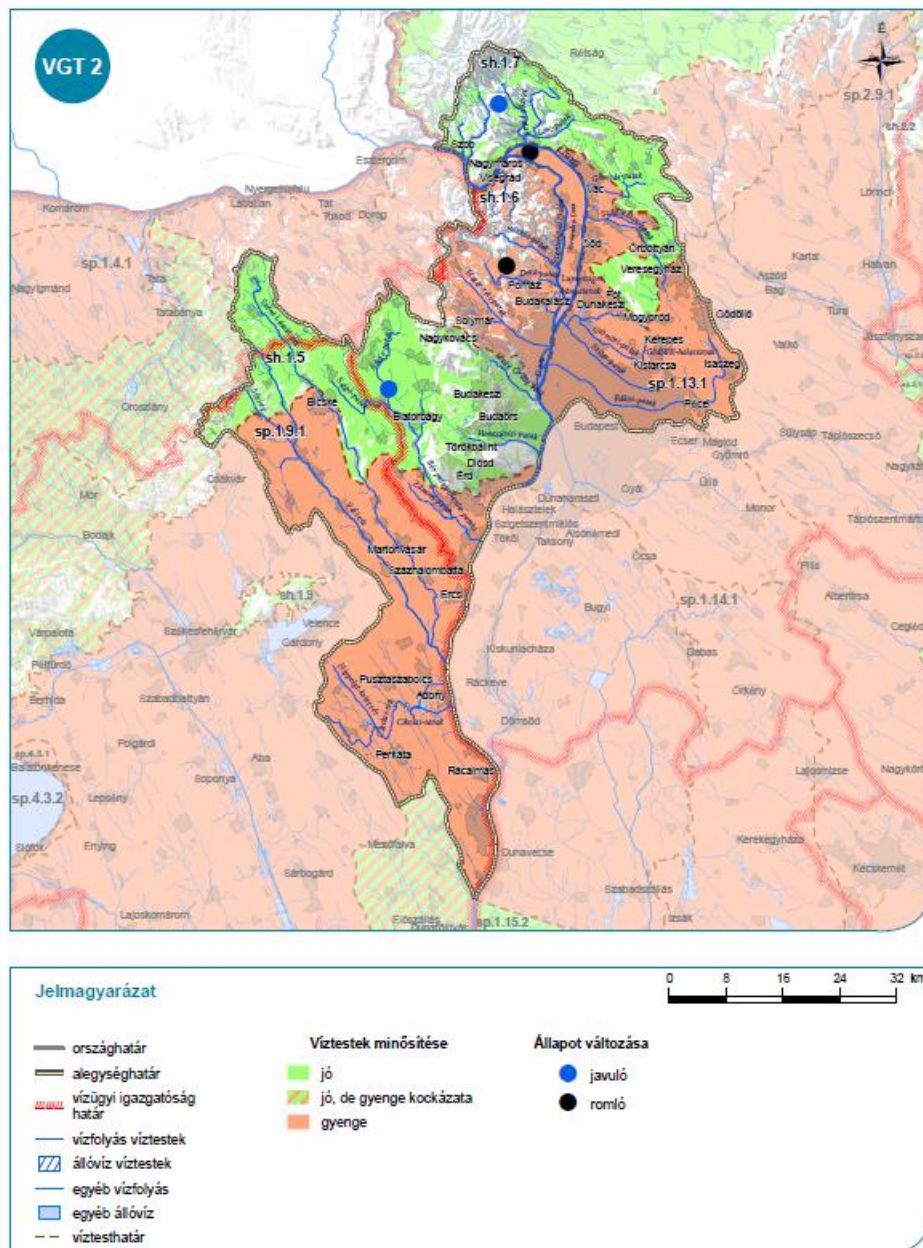 VGT 2
É
Rétság
sh.1.7
sp.2.9.1
sh.2.2
Szob
Esztergom
Nagymaros
Visegrád
Vác
Lőrinci
Nyergesújfalu
Lábatlan
Tát
Tokod
Dorog
Komárom
sh.1.6
sp.1.4.1
Tata
Nagyigmánd
Göd
Őrbottyán
Veresegyház
Kartal
Hatvan
Aszód
Bag
Pomáz
Budakalász
Dunakeszi
Fót
Mogyoród
Gödöllő
Tura
Jászfényszaru
Tatabánya
Solymár
Nagykovácsi
Kerepes
Kistarcsa
Isaszeg
Valkó
sh.1.5
sp.1.13.1
Pécel
Oroszlány
Bicske
Biatorbágy
Budakeszi
Budaörs
Budapest
Ecser
Maglód
Gyömrő
Sülysáp
Tápiószecső
sp.1.9.1
Törökbálint
Diósd
Érd
Csákvár
Mór
Bodajk
Dunaharaszti
Halásztelek
Szigetszentmiklós
Tököl
Taksony
Alsónémedi
Gyál
Üllő
Monor
Ócsa
Martonvásár
Százhalombatta
Ercsi
Pilis
Albertirsa
Cegléd
sh.1.3
Velence
Gárdony
Székesfehérvár
Várpalota
Pétfürdő
Berhida
Bugyi
sp.1.14.1
Kiskunlacháza
Dabas
Szabadbattyán
Pusztaszabolcs
Adony
Ráckeve
Dömsöd
Örkény
Polgárdi
Aba
Perkáta
Rácalmás
Lajosmizse
Balatonkenese
sp.4.3.2
Lepsény
Soponya
Siófok
Enying
Mezőfalva
Dunavecse
Kerekegyháza
Kecskemét
Sárbogárd
Szabadszállás
Lajoskomárom
Előszállás
Dunaföldvár
sp.1.15.2
Izsák
Jelmagyarázat
0 8 16 24 32 km
országhatár
alegységhatár
vízügyi igazgatóság
határ
vízfolyás víztestek
állóvíz víztestek
egyéb vízfolyás
egyéb állóvíz
víztesthatár
Víztestek minősítése
jó
jó, de gyenge kockázata
gyenge
Állapot változása
javuló
romló